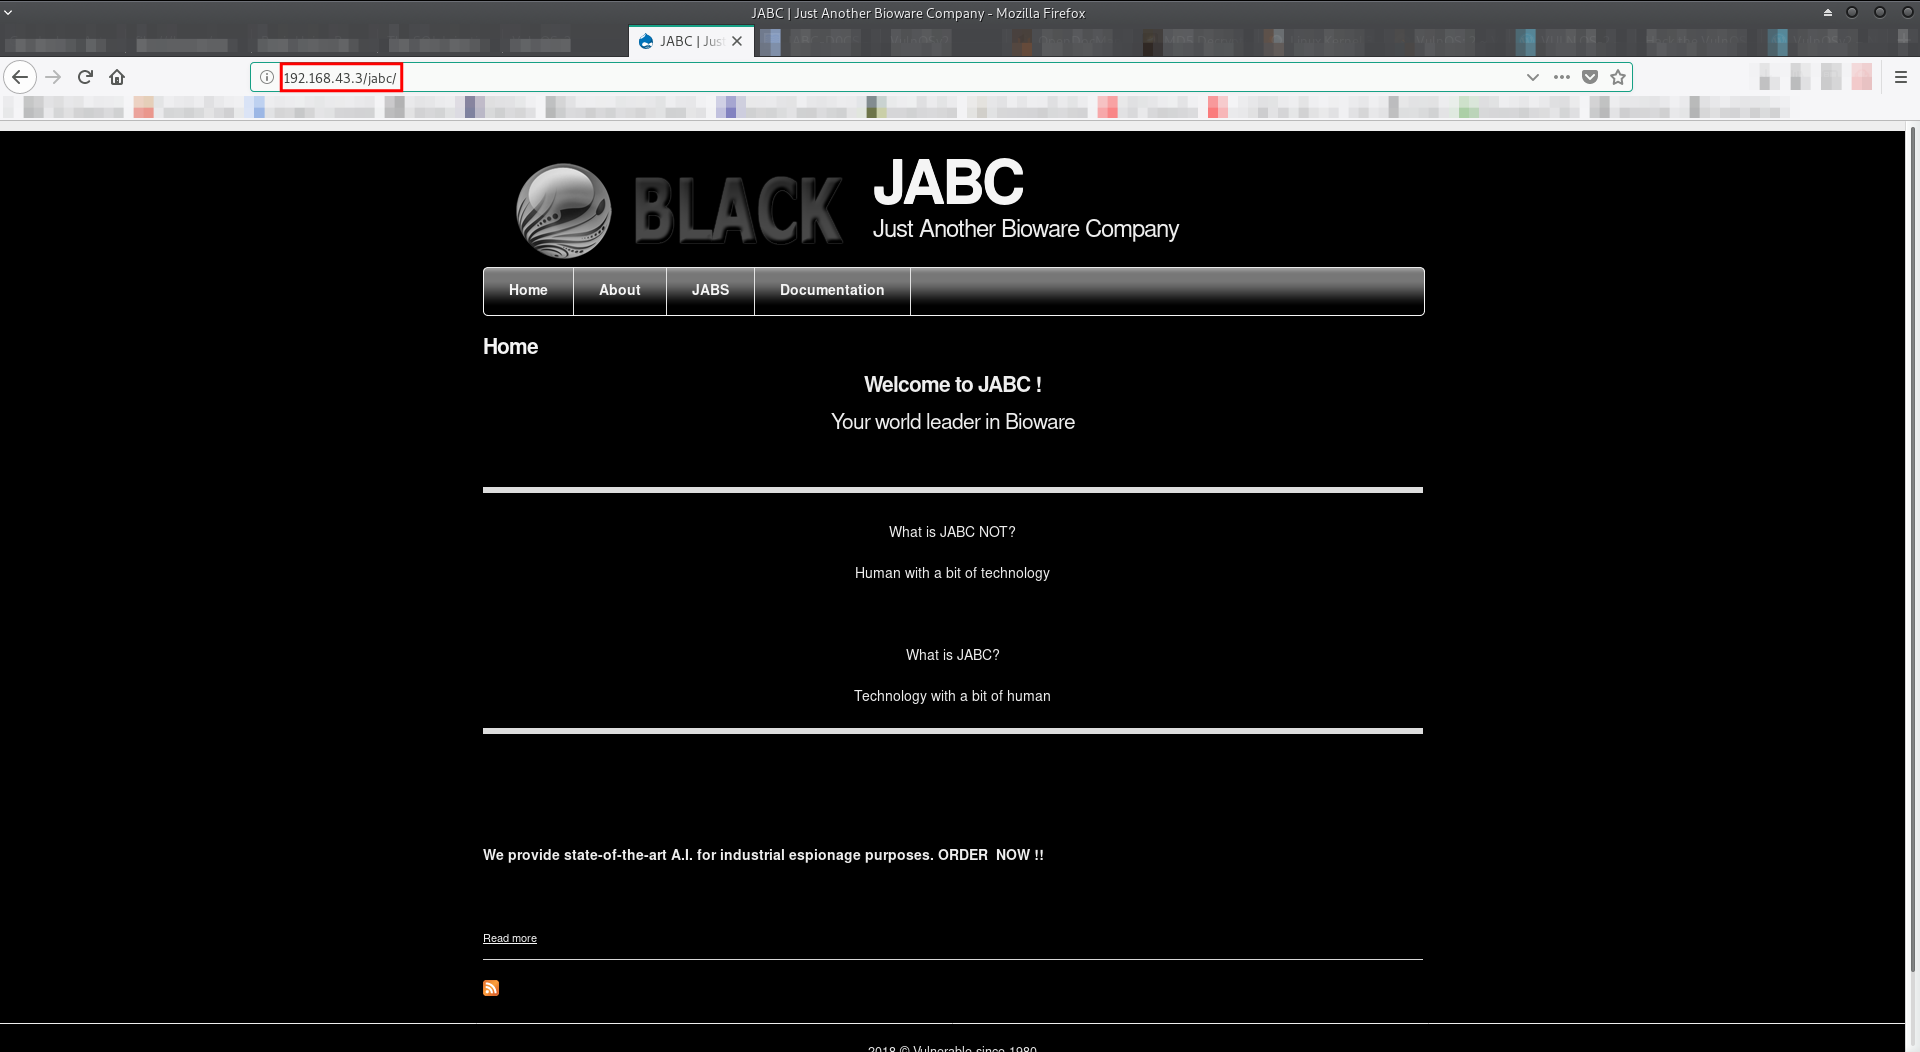 JABC | Just Another Bioware Company - Mozilla Firefox
JABC | Jus
192.168.43.3/jabc/
BLACK
JABC
Just Another Bioware Company
Home
About
JABS
Documentation
Home
Welcome to JABC !
Your world leader in Bioware
What is JABC NOT?
Human with a bit of technology
What is JABC?
Technology with a bit of human
We provide state-of-the-art A.I. for industrial espionage purposes. ORDER  NOW !!
Read more
2018 © Vulnerable since 1980